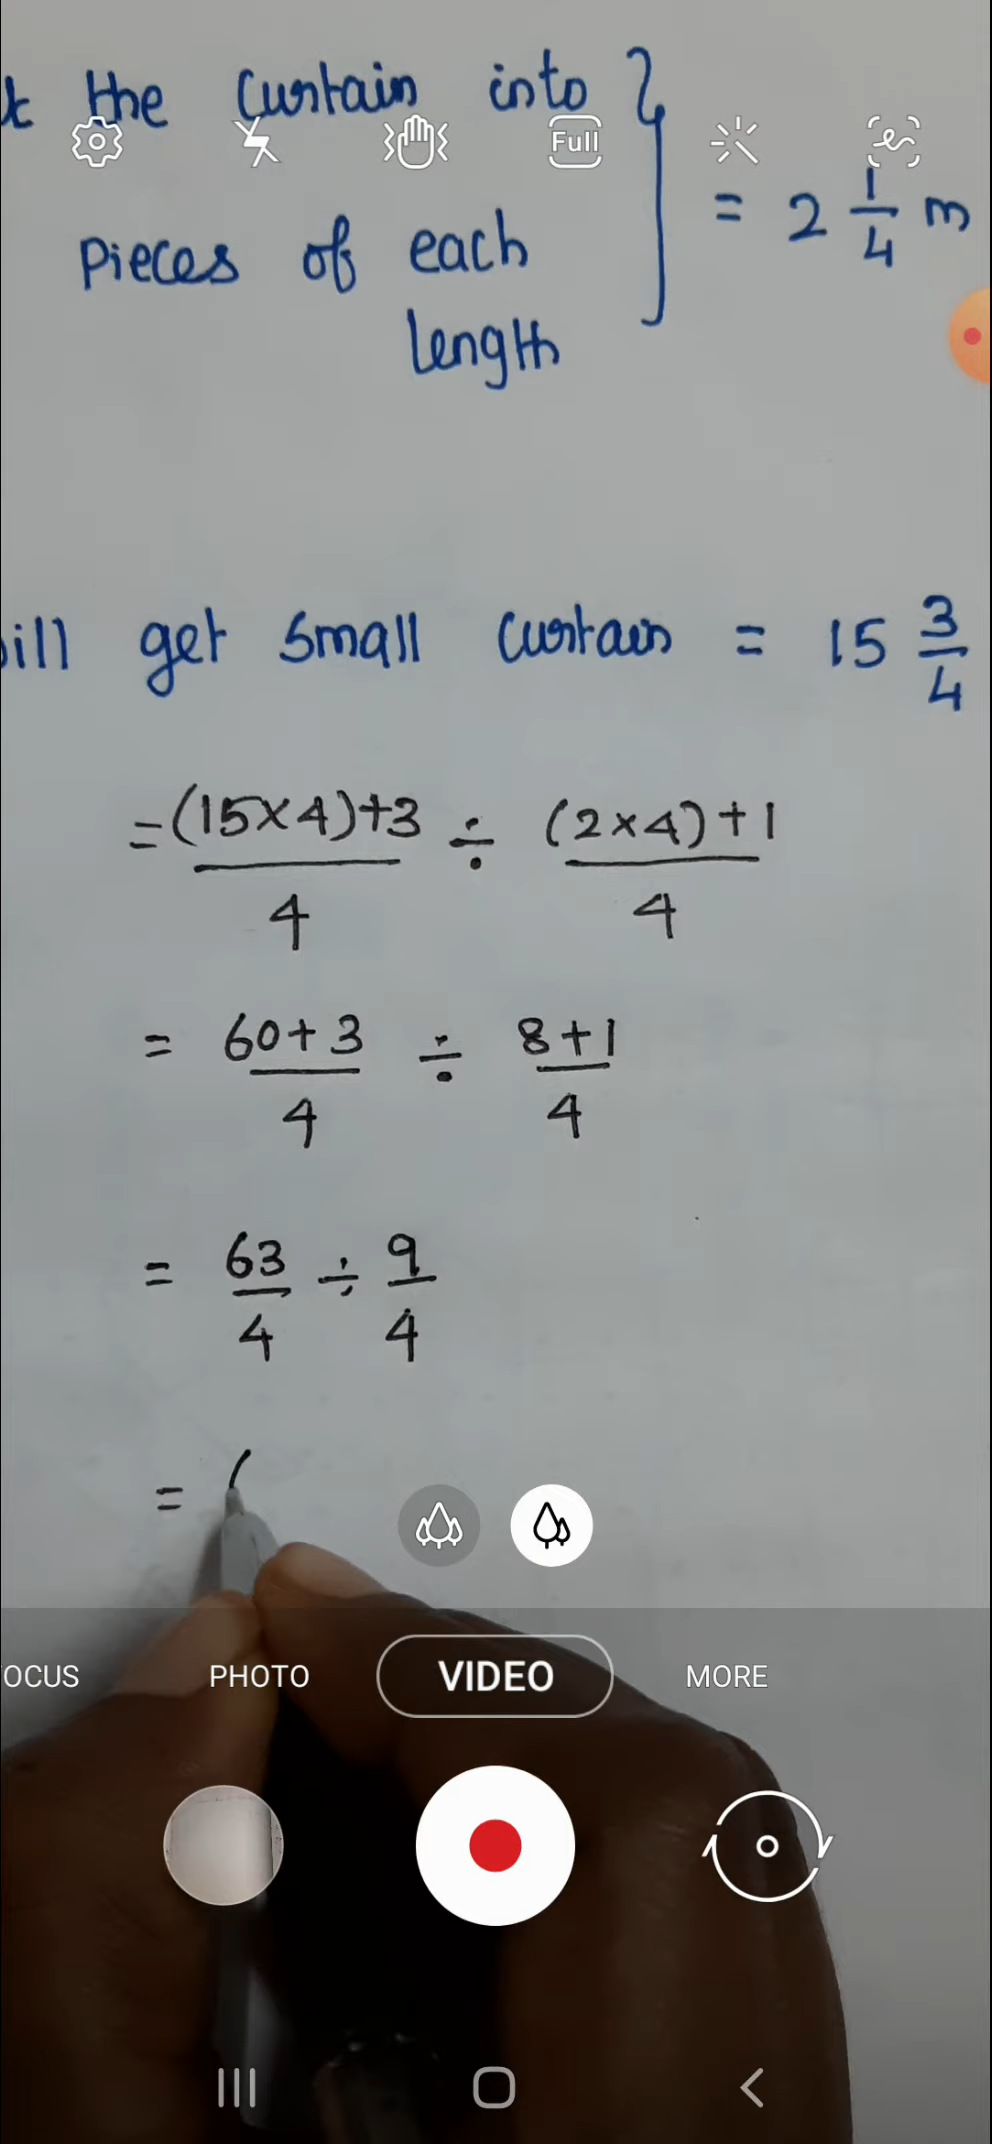 the Curtain into
Full
= 2 1/4 m
Pieces of each
length
get Small Curtain = 15 3/4
= (15×4)+3/4 ÷ (2×4)+1/4
= 60+3/4 ÷ 8+1/4
= 63/4 ÷ 9/4
=
OCUS PHOTO VIDEO MORE